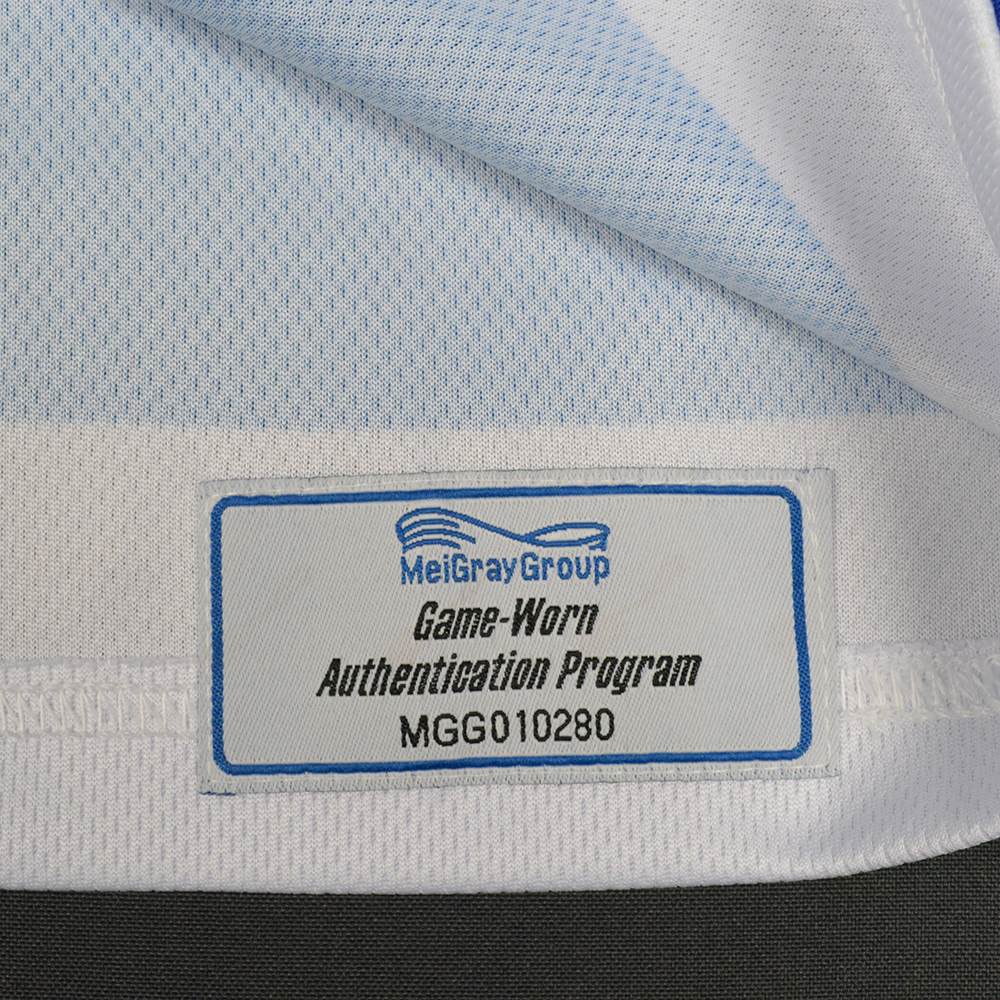 MeiGrayGroup
Game-Worn
Authentication Program
MGG010280